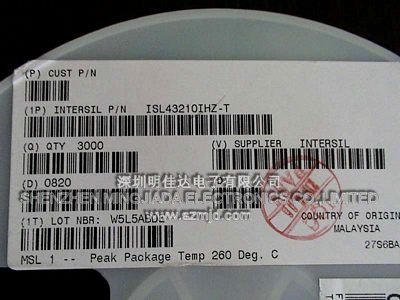 (P) CUST P/N
(1P) INTERSIL P/N ISL43210IHZ-T
(Q) QTY 3000
(V) SUPPLIER INTERSIL
(D) 0820
深圳明佳达电子有限公司
SHENZHEN MINGJIADA ELECTRONICS CO.,LIMITED
(1T) LOT NBR:
www.szmjd.com
COUNTRY OF ORIGIN
MALAYSIA
27S6BA
MSL 1 -- Peak Package Temp 260 Deg. C